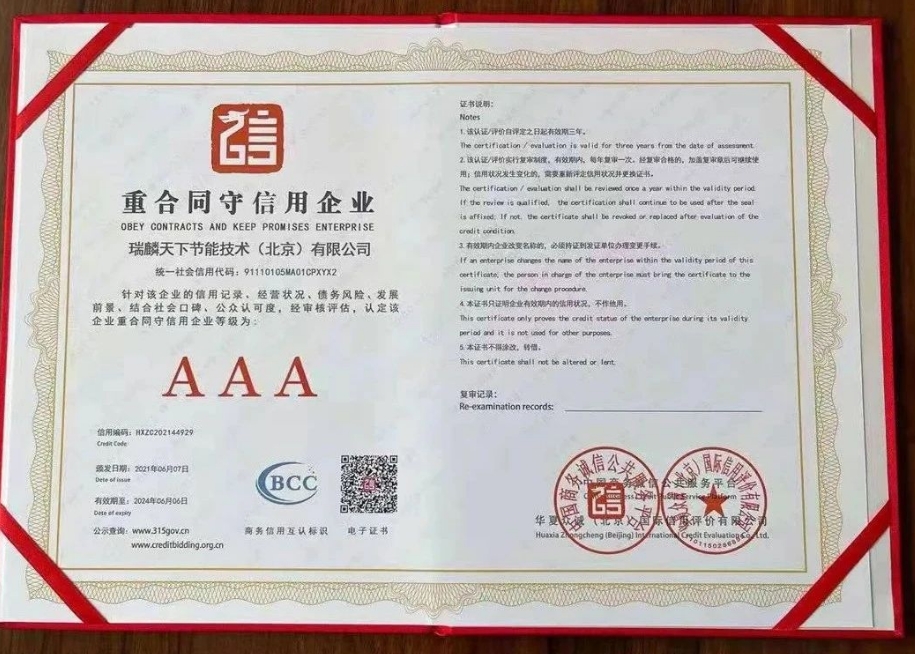 信
重合同守信用企业
OBEY CONTRACTS AND KEEP PROMISES ENTERPRISE
瑞麟天下节能技术（北京）有限公司
统一社会信用代码：91110105MA01CPXYX2
针对该企业的信用记录、经营状况、债务风险、发展
前景、结合社会口碑、公众认可度，经审核评估，认定该
企业重合同守信用企业等级为：
AAA
信用编码：HXZC202144929
Credit Code
颁发日期：2021年06月07日
Date of issue
有效期至：2024年06月06日
Date of expiry
公示查询：www.315gov.cn
www.creditbidding.org.cn
BCC
商务信用互认标识
电子证书
证书说明：
Notes
1.该认证/评价自评定之日起有效期三年。
The certification / evaluation is valid for three years from the date of assessment.
2.该认证/评价实行复审制度，有效期内，每年复审一次。经复审合格的，加盖复审章后可继续使
用；信用状况发生变化的，需要重新评定信用状况并更换证书。
The certification / evaluation shall be reviewed once a year within the validity period.
If the review is qualified, the certification shall continue to be used after the seal
is affixed; If not, the certificate shall be revoked or replaced after evaluation of the
credit condition.
3.有效期内企业改变名称的，必须持证到发证单位办理变更手续。
If an enterprise changes the name of the enterprise within the validity period of this
certificate, the person in charge of the enterprise must bring the certificate to the
issuing unit for the change procedure.
4.本证书只证明企业有效期内的信用状况，不作他用。
This certificate only proves the credit status of the enterprise during its validity
period and it is not used for other purposes.
5.本证书不得涂改，转借。
This certificate shall not be altered or lent.
复审记录：
Re-examination records:
中国商务诚信公共服务平台
Public Service Platform
华夏众诚（北京）国际信用评价有限公司
Huaxia Zhongcheng (Beijing) International Credit Evaluation Co., Ltd.